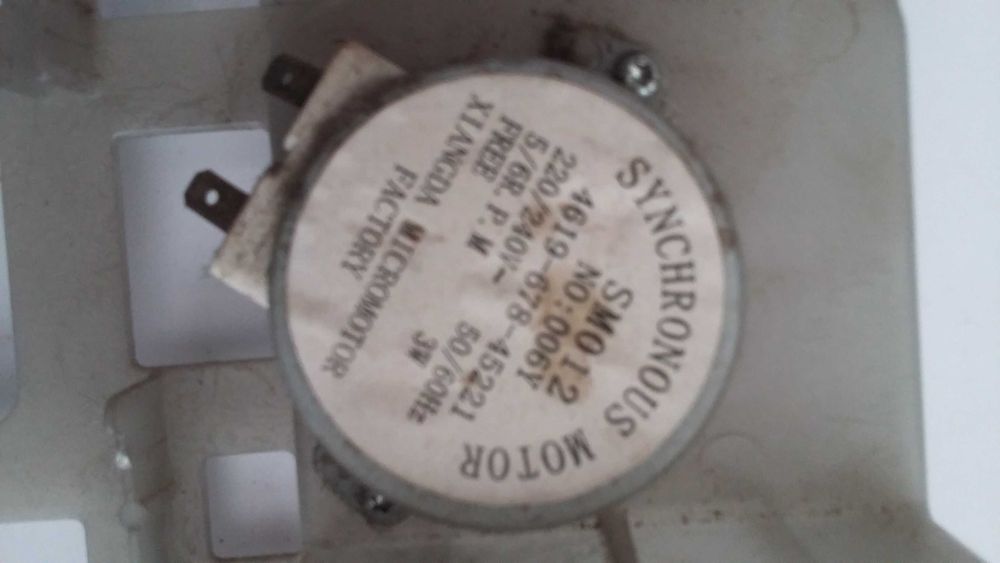 SYNCHRONOUS MOTOR
SM012
NO:006Y
4619-678-45221
220/240V~ 50/60Hz
5/6R.P.M 3W
FREE
XIANGDA MICROMOTOR
FACTORY